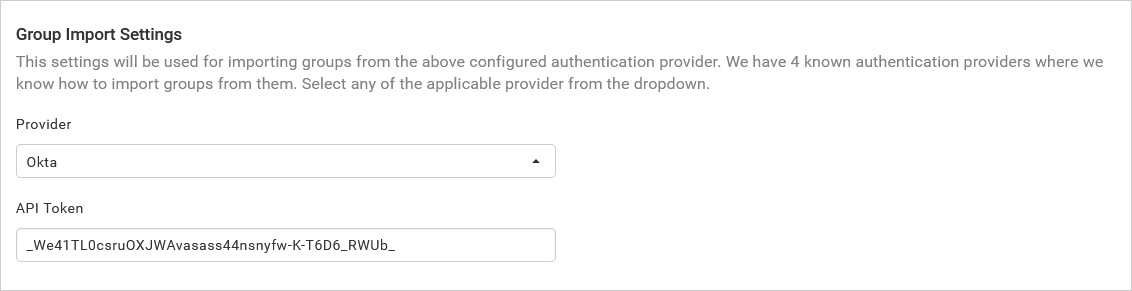 Group Import Settings
This settings will be used for importing groups from the above configured authentication provider. We have 4 known authentication providers where we
know how to import groups from them. Select any of the applicable provider from the dropdown.
Provider
Okta
API Token
_We41TL0csruOXJWAvasass44nsnyfw-K-T6D6_RWUb_